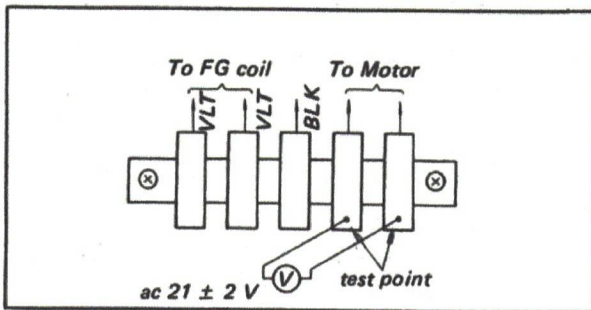 To FG coil
To Motor
VLT
VLT
BLK
V
test point
ac 21 ± 2 V